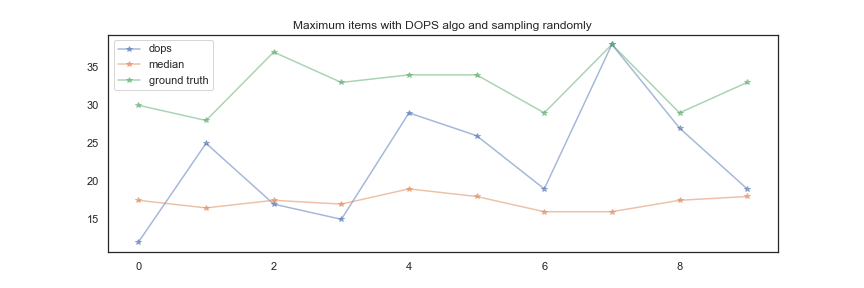 Maximum items with DOPS algo and sampling randomly
dops
median
ground truth
35
30
25
20
15
0 2 4 6 8